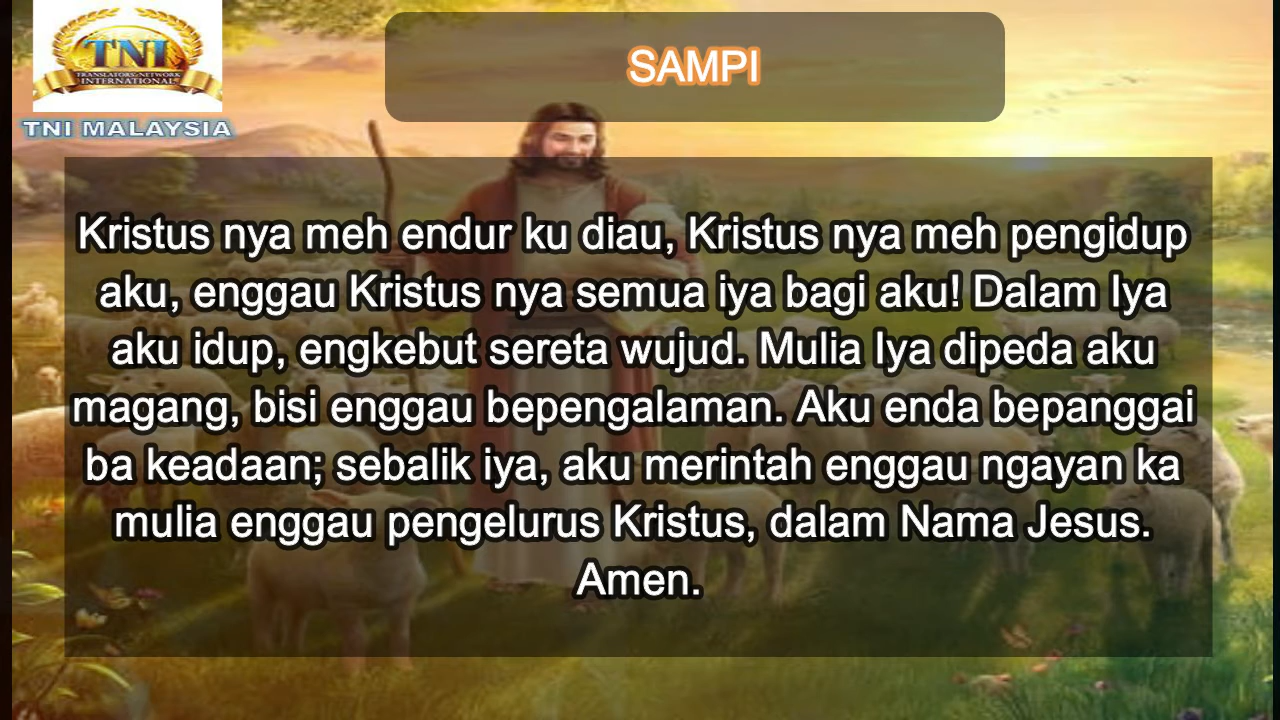 TNI
TRANSLATORS' NETWORK
INTERNATIONAL
TNI MALAYSIA
SAMPI
Kristus nya meh endur ku diau, Kristus nya meh pengidup
aku, enggau Kristus nya semua iya bagi aku! Dalam Iya
aku idup, engkebut sereta wujud. Mulia Iya dipeda aku
magang, bisi enggau bepengalaman. Aku enda bepanggai
ba keadaan; sebalik iya, aku merintah enggau ngayan ka
mulia enggau pengelurus Kristus, dalam Nama Jesus.
Amen.